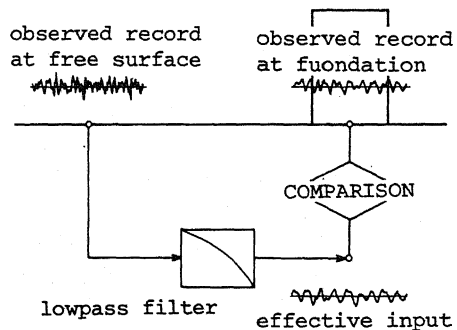 observed record
at free surface
observed record
at fuondation
COMPARISON
lowpass filter
effective input